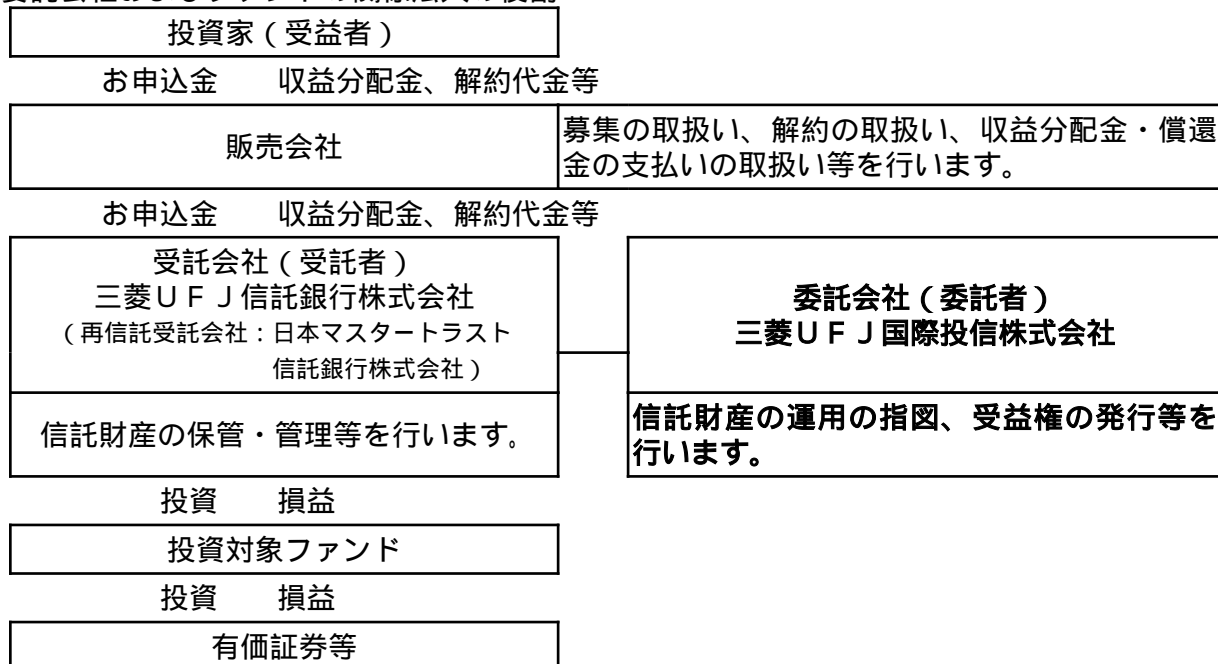 投資家（受益者）
お申込金　収益分配金、解約代金等
販売会社
募集の取扱い、解約の取扱い、収益分配金・償還
金の支払いの取扱い等を行います。
お申込金　収益分配金、解約代金等
受託会社（受託者）
三菱ＵＦＪ信託銀行株式会社
（再信託受託会社：日本マスタートラスト
信託銀行株式会社）
委託会社（委託者）
三菱ＵＦＪ国際投信株式会社
信託財産の保管・管理等を行います。
信託財産の運用の指図、受益権の発行等を
行います。
投資　損益
投資対象ファンド
投資　損益
有価証券等